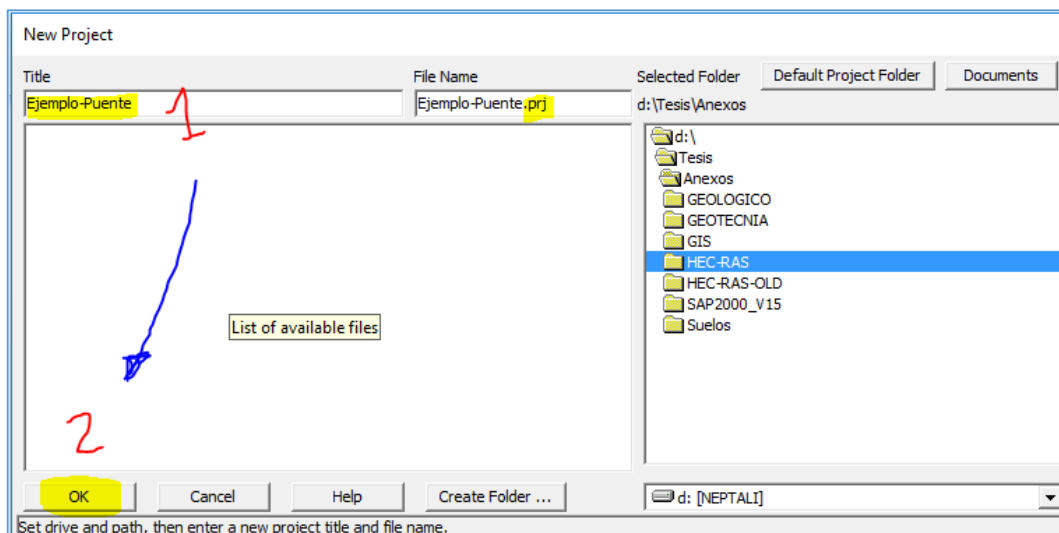 New Project
Title
File Name
Selected Folder
Default Project Folder
Documents
Ejemplo-Puente
Ejemplo-Puente.prj
d:\Tesis\Anexos
1
d:\
Tesis
Anexos
GEOLOGICO
GEOTECNIA
GIS
HEC-RAS
HEC-RAS-OLD
SAP2000_V15
Suelos
List of available files
2
OK
Cancel
Help
Create Folder ...
d: [NEPTALI]
Set drive and path, then enter a new project title and file name.